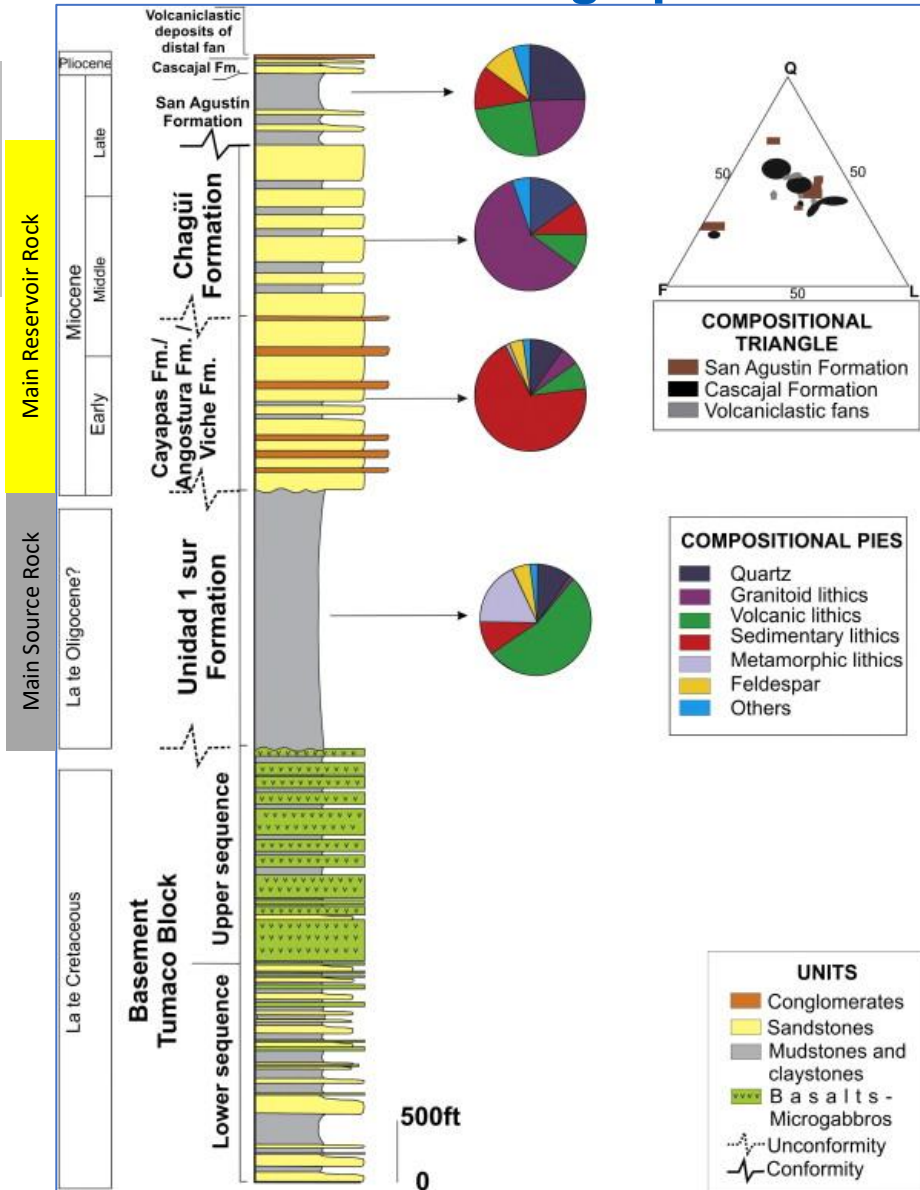 Volcaniclastic
deposits of
distal fan
Cascajal Fm.
San Agustín
Formation
Pliocene
Miocene
Late
Middle
Early
Main Reservoir Rock
Chagüí
Formation
Cayapas Fm./
Angostura Fm. /
Viche Fm.
Main Source Rock
La te Oligocene?
Unidad 1 sur
Formation
La te Cretaceous
Basement
Tumaco Block
Upper sequence
Lower sequence
500ft
0
Q
50
50
F
L
50
COMPOSITIONAL
TRIANGLE
San Agustin Formation
Cascajal Formation
Volcaniclastic fans
COMPOSITIONAL PIES
Quartz
Granitoid lithics
Volcanic lithics
Sedimentary lithics
Metamorphic lithics
Feldespar
Others
UNITS
Conglomerates
Sandstones
Mudstones and
claystones
B a s a l t s -
Microgabbros
Unconformity
Conformity